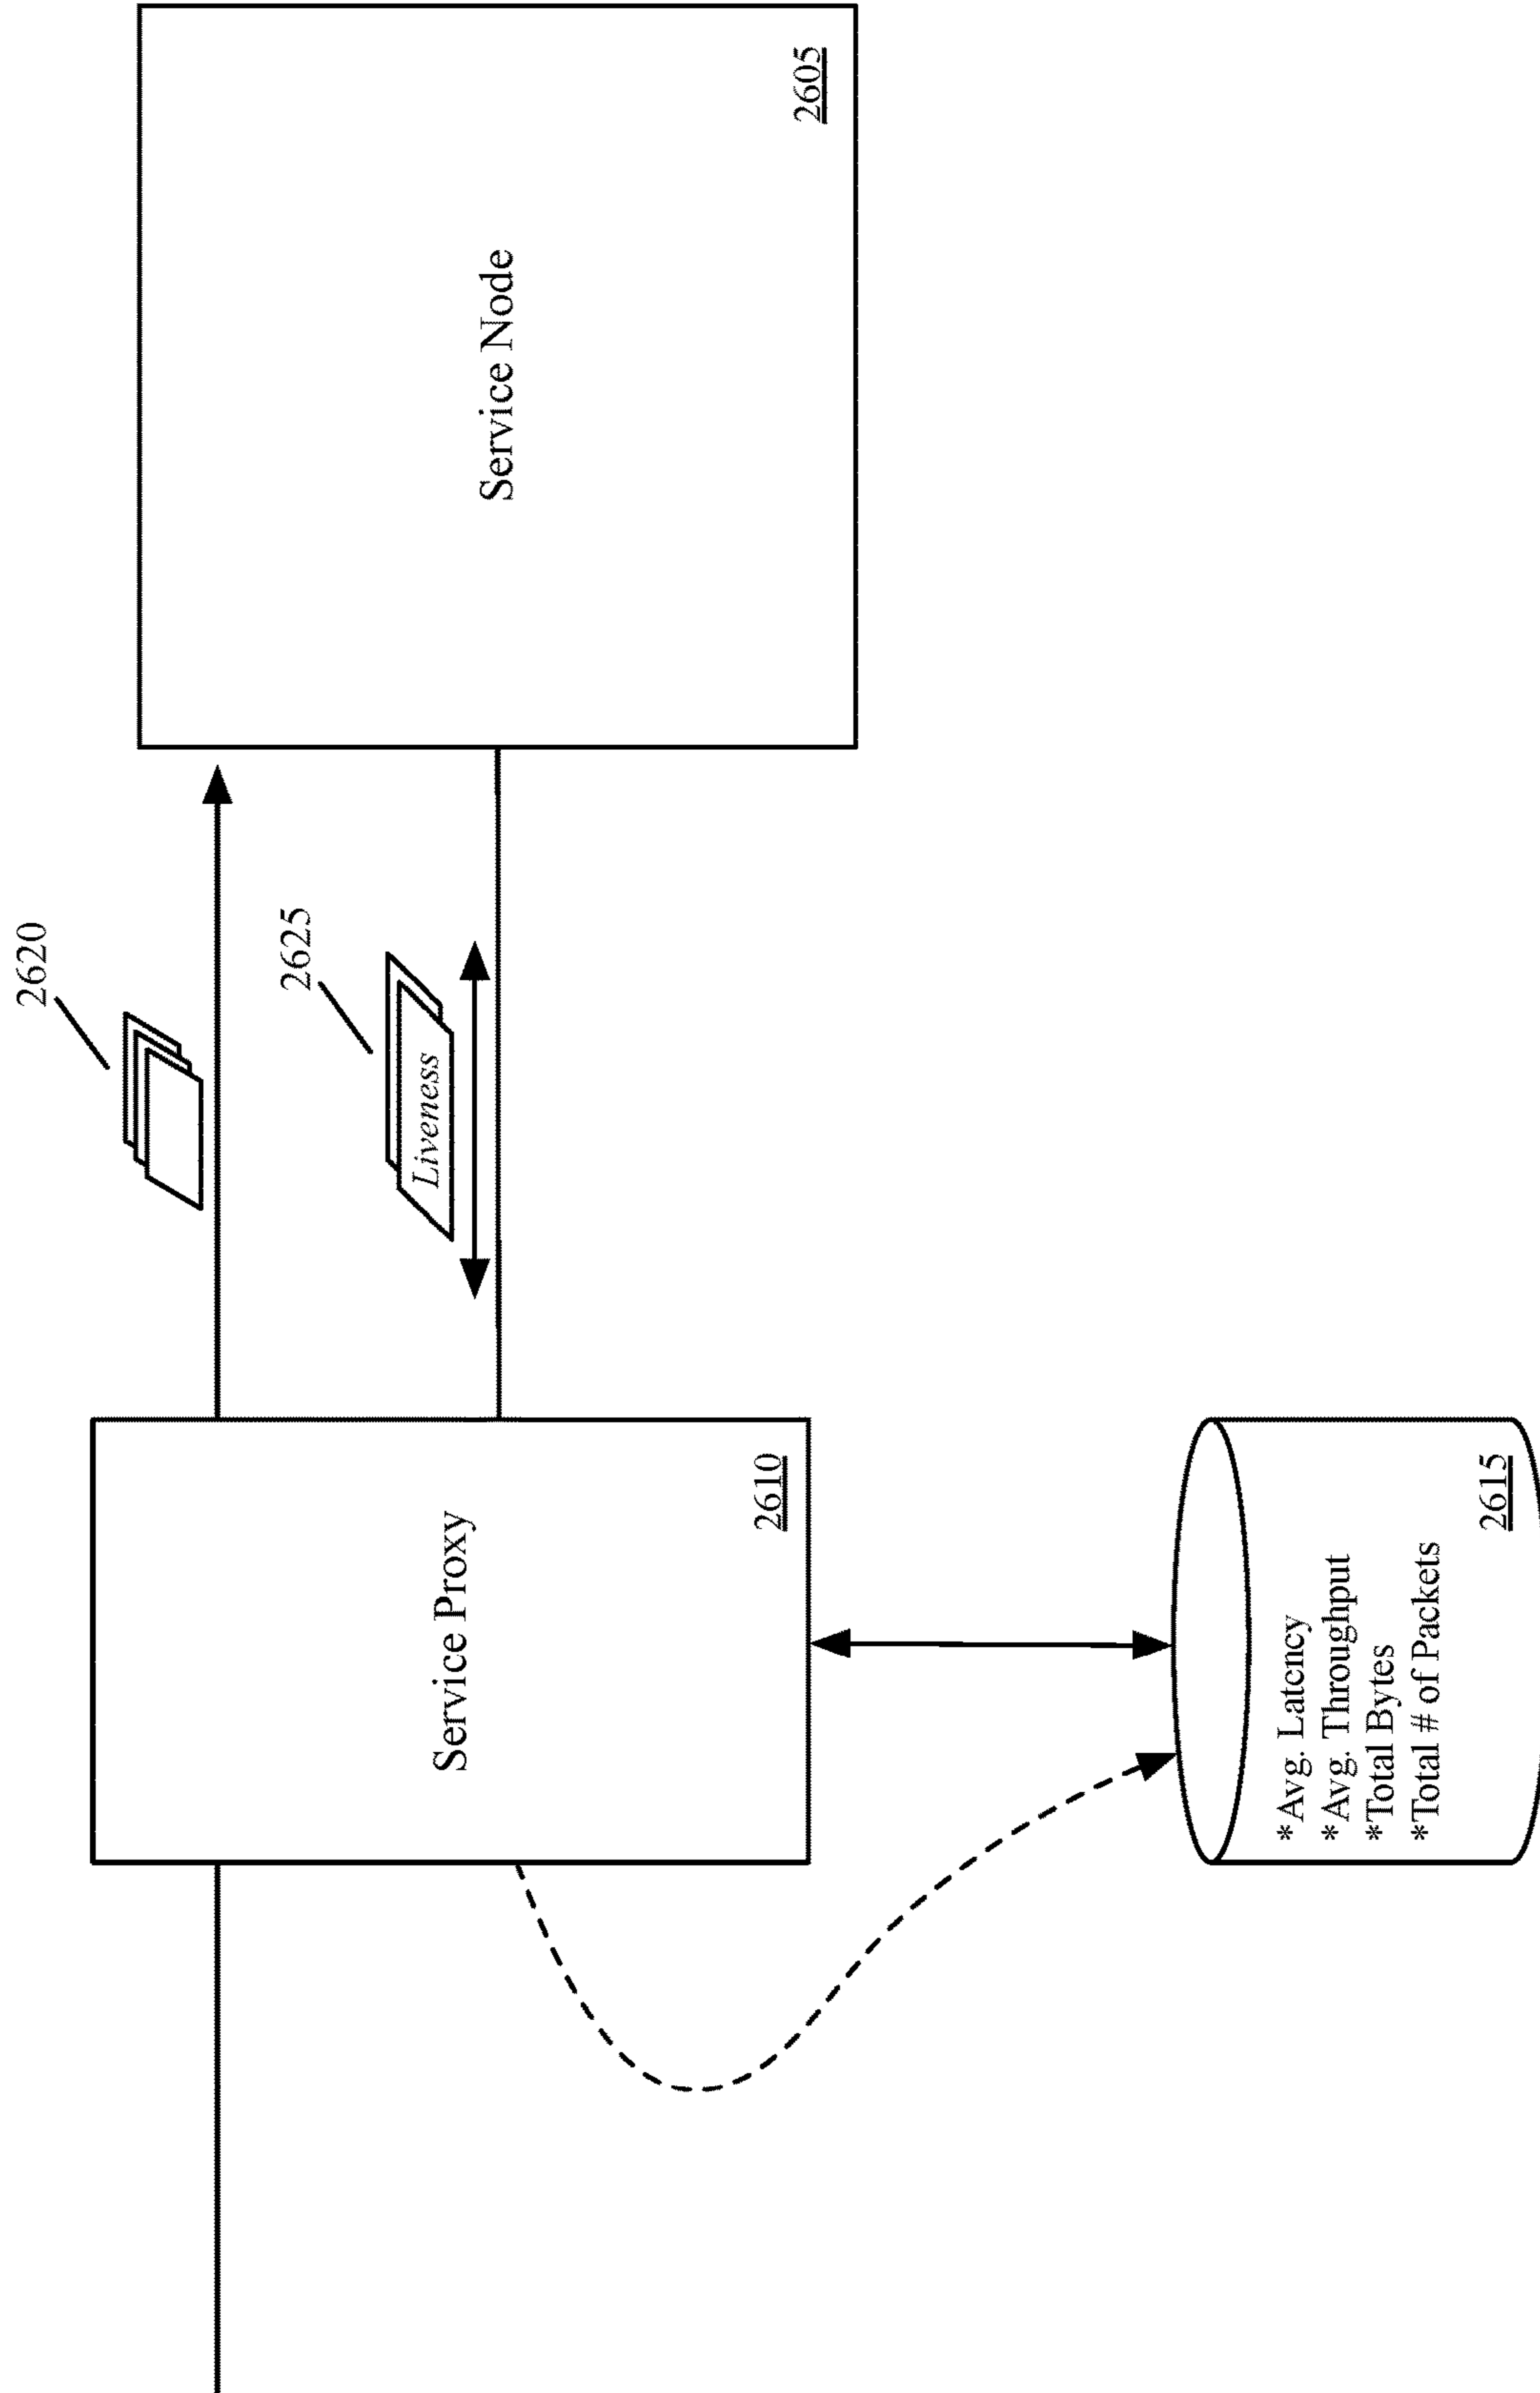 2620
2625
Liveness
Service Proxy
2610
Service Node
2605
*Avg. Latency
*Avg. Throughput
*Total Bytes
*Total # of Packets
2615